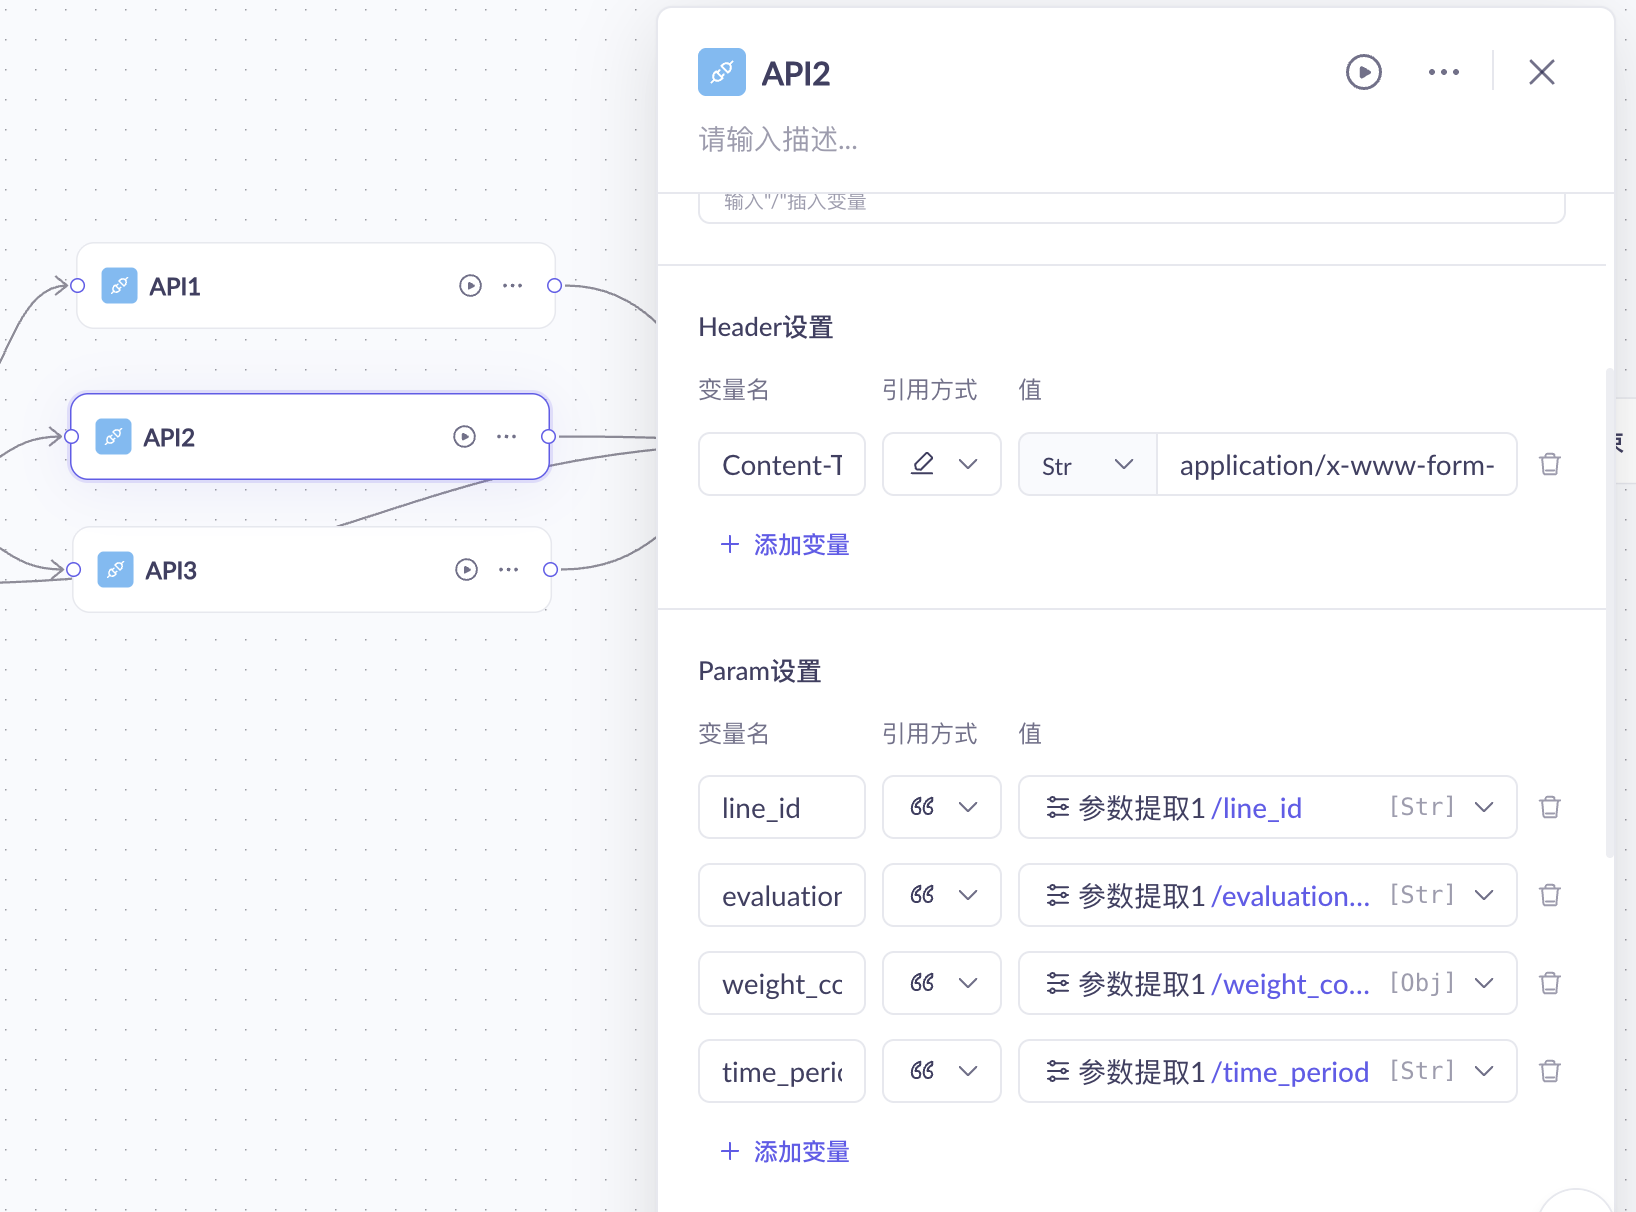 API1
API2
API3
API2
请输入描述...
输入"/"插入变量
Header设置
变量名 引用方式 值
Content-T Str application/x-www-form-
添加变量
Param设置
变量名 引用方式 值
line_id 参数提取1 /line_id [Str]
evaluation 参数提取1 /evaluation... [Str]
weight_cc 参数提取1 /weight_co... [Obj]
time_peric 参数提取1 /time_period [Str]
添加变量